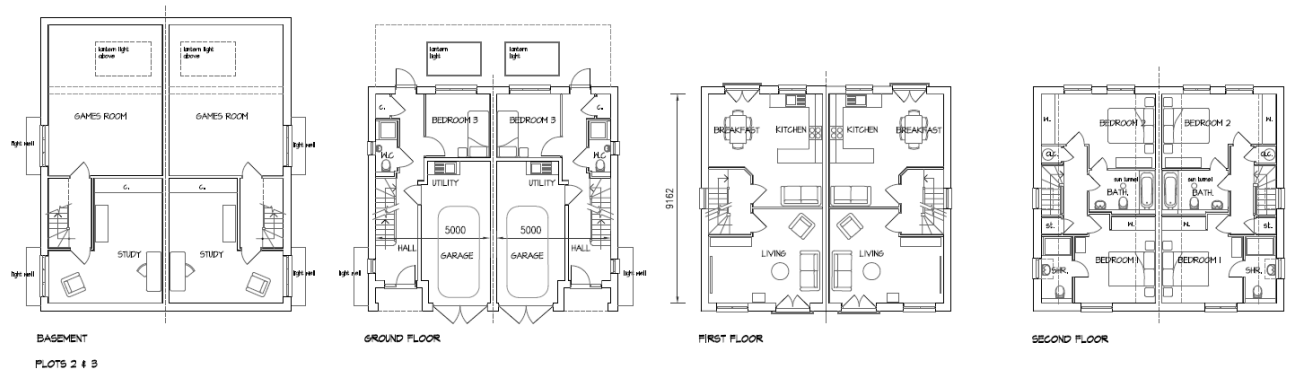 lantern light
above
lantern light
above
GAMES ROOM
GAMES ROOM
light well
light well
C.
C.
STUDY
STUDY
light well
light well
BASEMENT
PLOTS 2 & 3
lantern
light
lantern
light
C.
C.
BEDROOM 3
BEDROOM 3
W.C
W.C
UTILITY
UTILITY
5000
5000
HALL
HALL
GARAGE
GARAGE
light well
light well
GROUND FLOOR
BREAKFAST
KITCHEN
KITCHEN
BREAKFAST
9162
LIVING
LIVING
FIRST FLOOR
W.
BEDROOM 2
BEDROOM 2
W.
sun tunnel
sun tunnel
BATH.
BATH.
st.
W.
st.
SHR.
BEDROOM 1
BEDROOM 1
SHR.
SECOND FLOOR